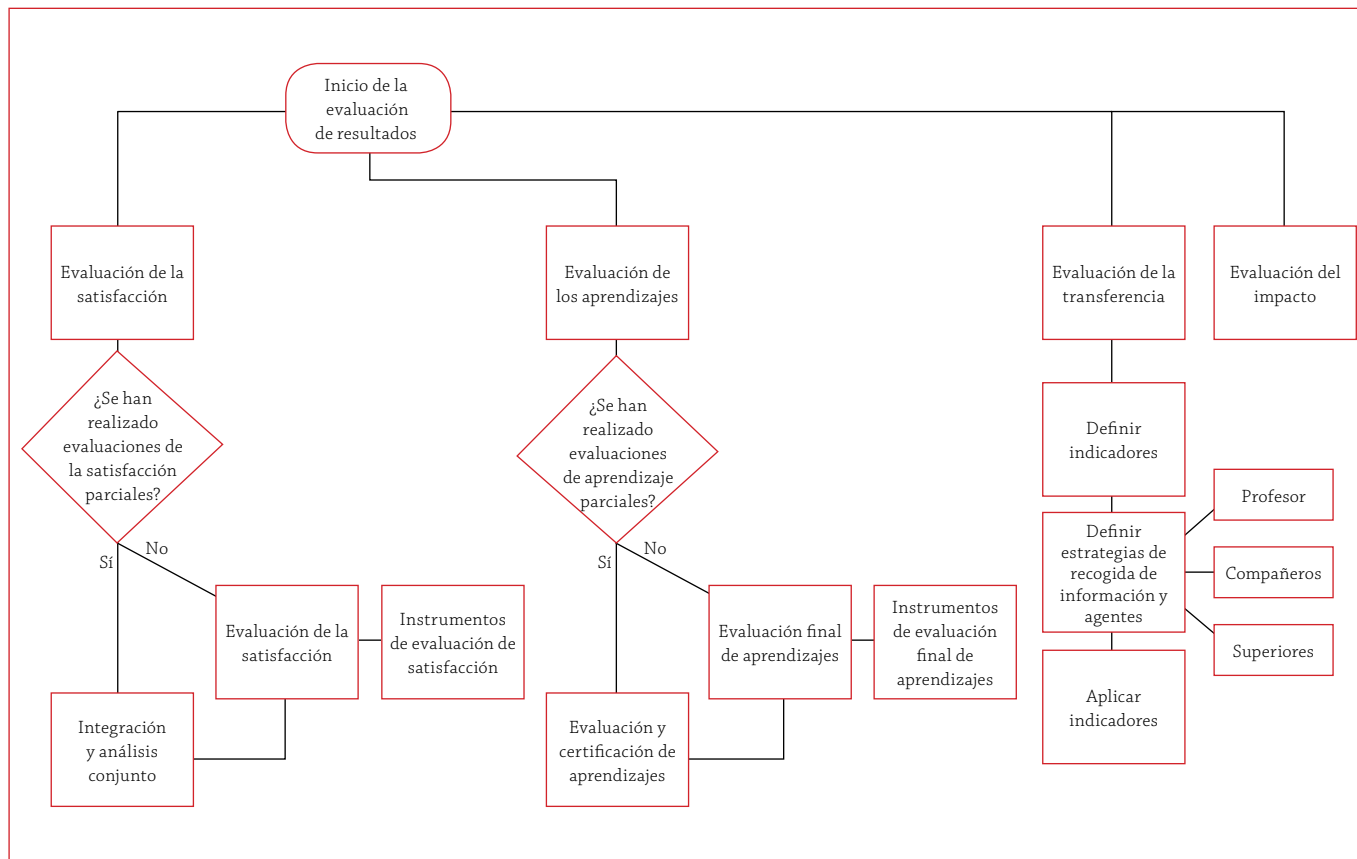 Inicio de la
evaluación
de resultados
Evaluación de la
satisfacción
Evaluación de
los aprendizajes
Evaluación de la
transferencia
Evaluación del
impacto
¿Se han
realizado
evaluaciones de
la satisfacción
parciales?
Sí
No
Evaluación de la
satisfacción
Instrumentos
de evaluación de
satisfacción
Integración
y análisis
conjunto
¿Se han
realizado
evaluaciones
de aprendizaje
parciales?
Sí
No
Evaluación final
de aprendizajes
Instrumentos
de evaluación
final de
aprendizajes
Evaluación y
certificación de
aprendizajes
Definir
indicadores
Definir
estrategias de
recogida de
información y
agentes
Profesor
Compañeros
Superiores
Aplicar
indicadores